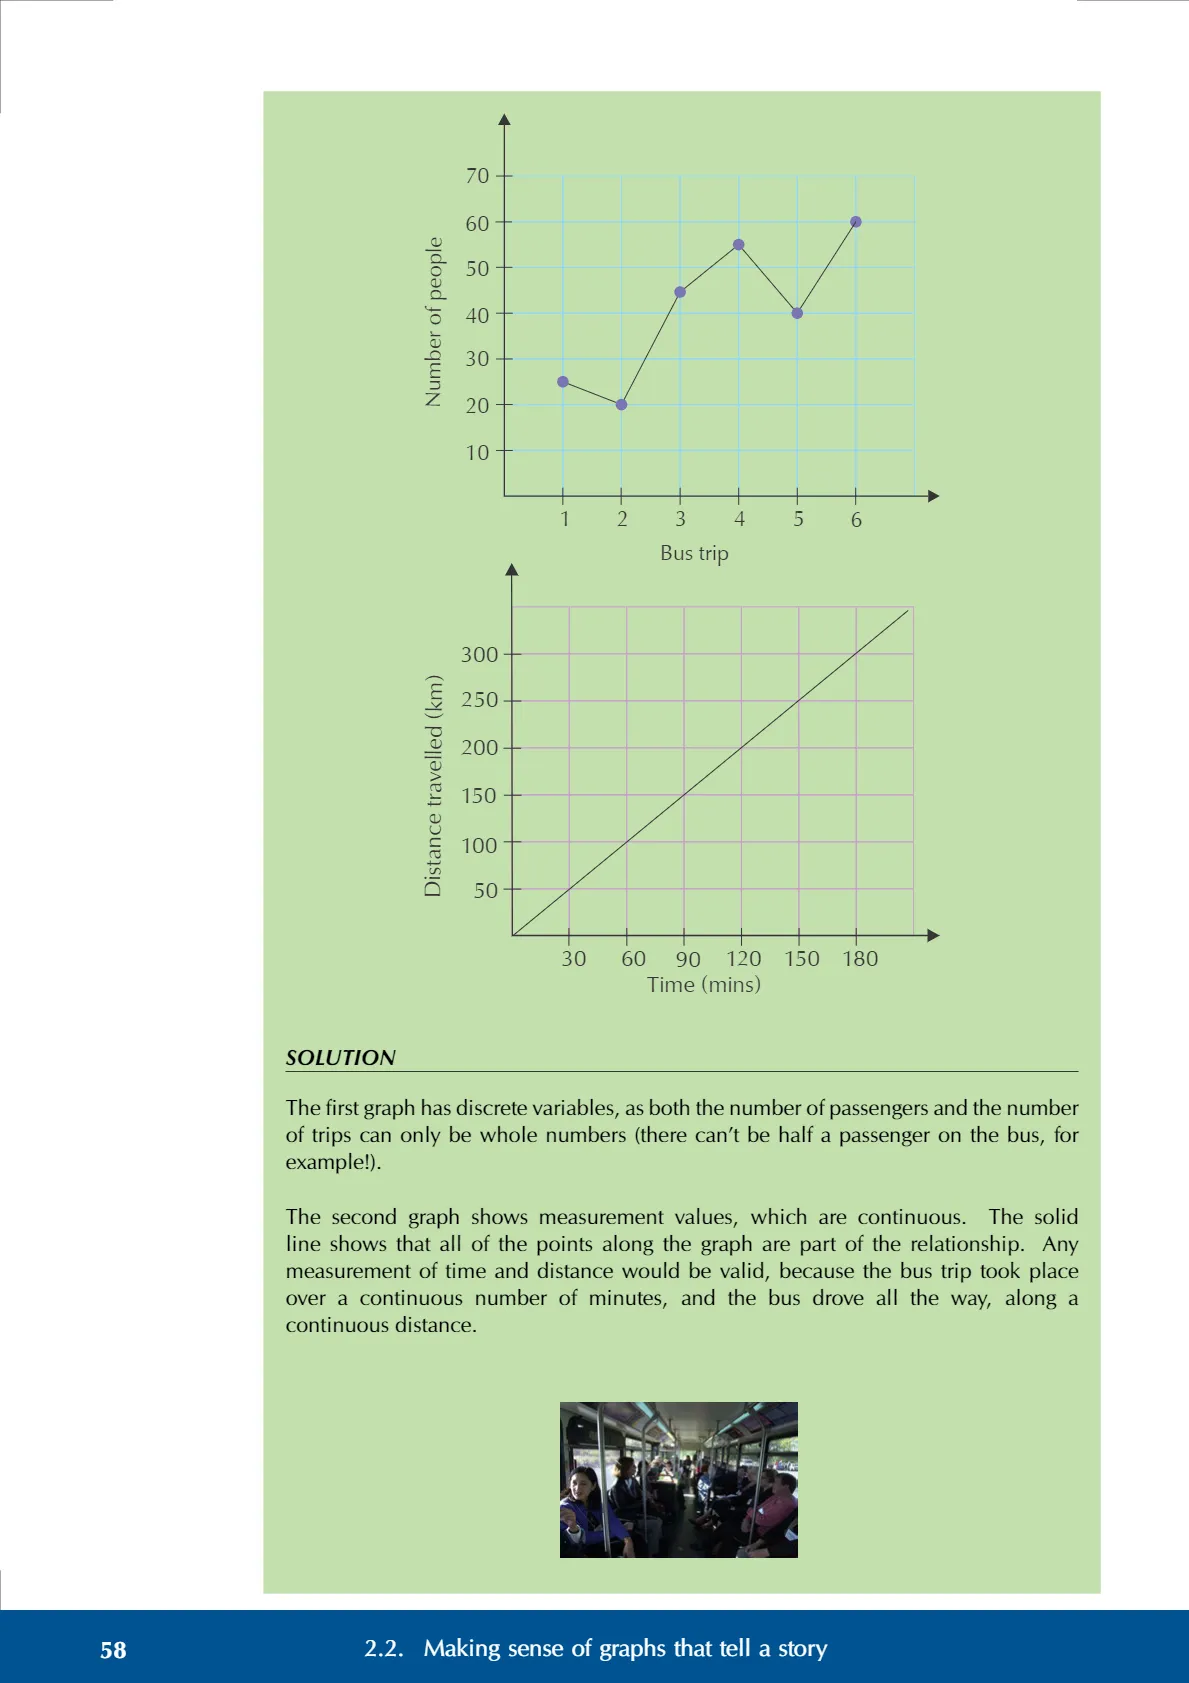 70
60
50
40
30
20
10
Number of people
1 2 3 4 5 6
Bus trip
300
250
200
150
100
50
Distance travelled (km)
30 60 90 120 150 180
Time (mins)
SOLUTION
The first graph has discrete variables, as both the number of passengers and the number
of trips can only be whole numbers (there can’t be half a passenger on the bus, for
example!).
The second graph shows measurement values, which are continuous. The solid
line shows that all of the points along the graph are part of the relationship. Any
measurement of time and distance would be valid, because the bus trip took place
over a continuous number of minutes, and the bus drove all the way, along a
continuous distance.
58 2.2. Making sense of graphs that tell a story